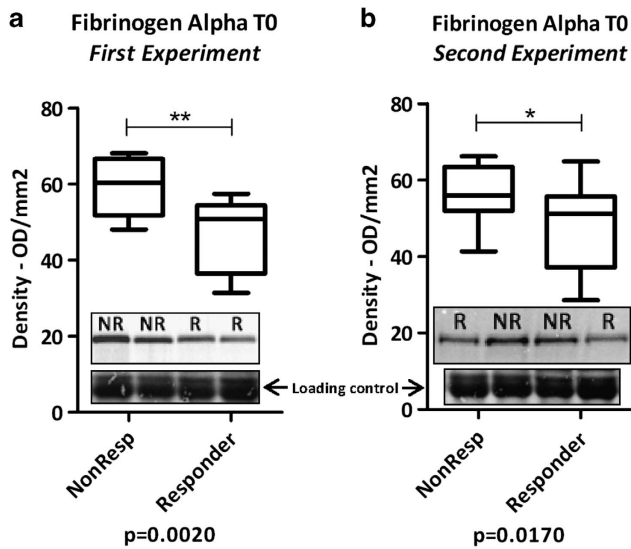 a
Fibrinogen Alpha T0
First Experiment
**
80
60
40
20
0
Density - OD/mm2
NR NR R R
Loading control
NonResp
Responder
p=0.0020
b
Fibrinogen Alpha T0
Second Experiment
*
80
60
40
20
0
Density - OD/mm2
R NR NR R
NonResp
Responder
p=0.0170